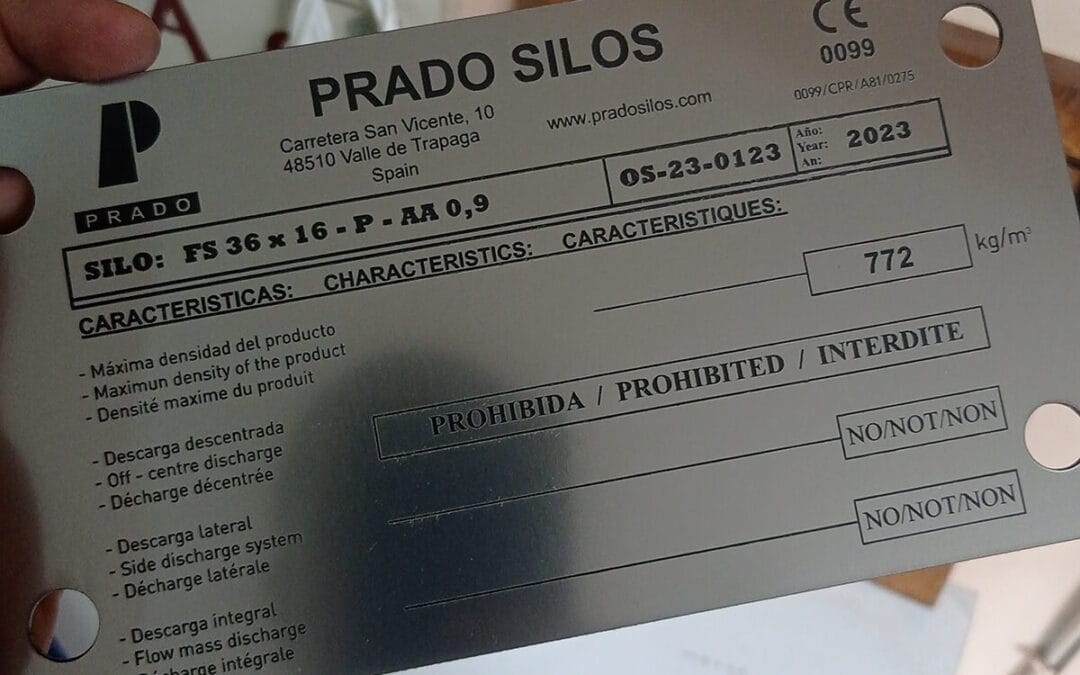 PRADO SILOS
Carretera San Vicente, 10
48510 Valle de Trapaga
Spain
www.pradosilos.com
CE
0099
0099/CPR/A81/0275
P
PRADO
SILO: FS 36 x 16 - P - AA 0,9
OS-23-0123
Año:
Year:
An:
2023
CARACTERISTICAS: CHARACTERISTICS: CARACTERISTIQUES:
- Máxima densidad del producto
- Maximun density of the product
- Densité maxime du produit
772 kg/m³
- Descarga descentrada
- Off - centre discharge
- Décharge décentrée
PROHIBIDA / PROHIBITED / INTERDITE
- Descarga lateral
- Side discharge system
- Décharge latérale
NO/NOT/NON
- Descarga integral
- Flow mass discharge
- Décharge intégrale
NO/NOT/NON